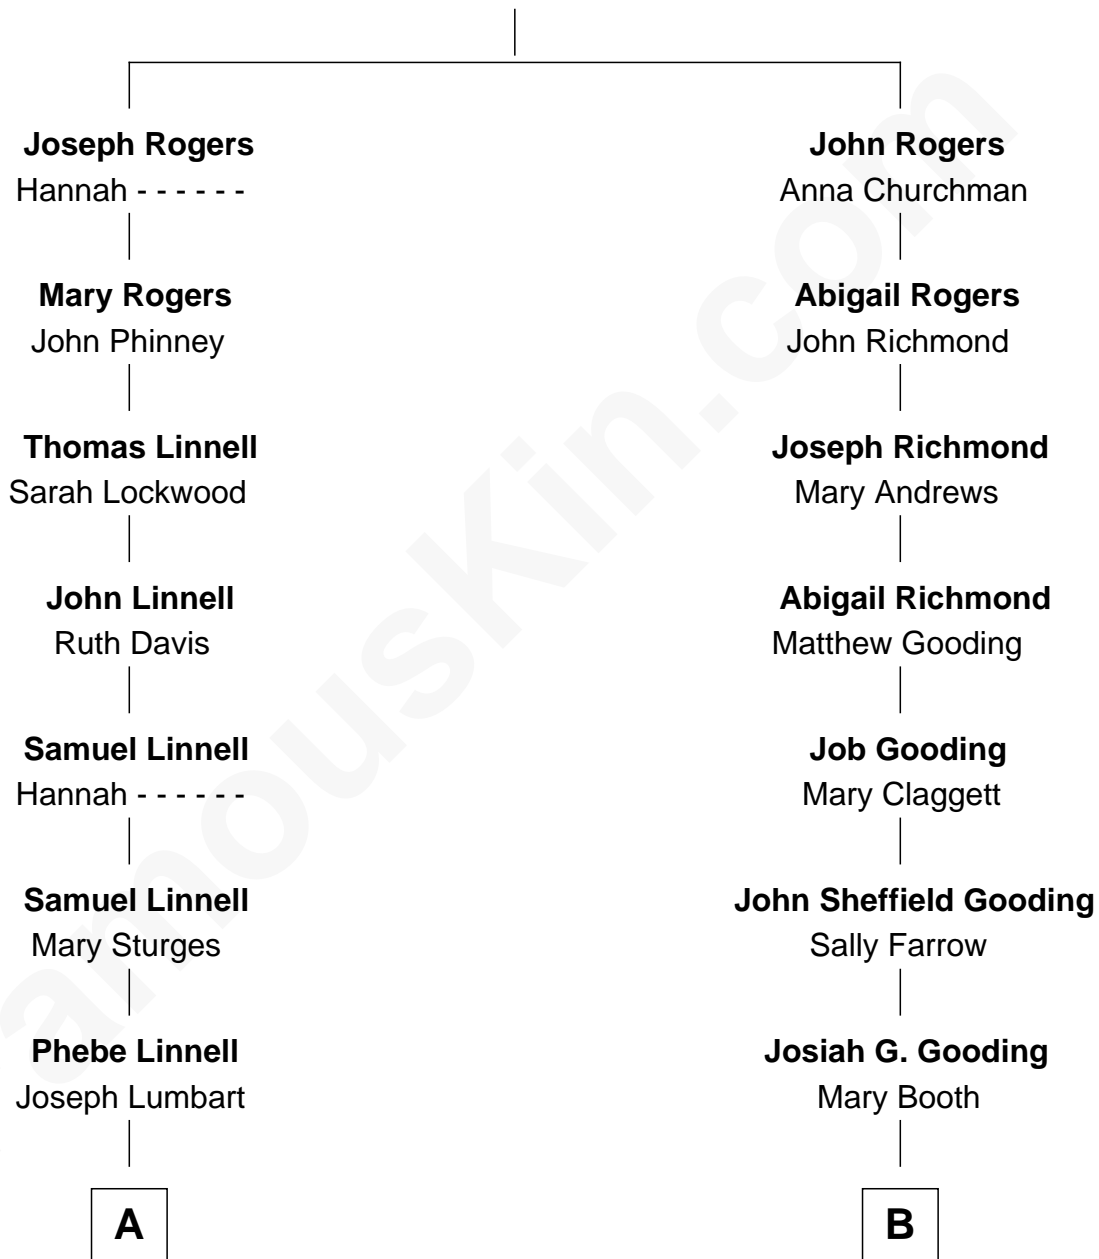 Joseph Rogers
Hannah - - - - - -
Mary Rogers
John Phinney
Thomas Linnell
Sarah Lockwood
John Linnell
Ruth Davis
Samuel Linnell
Hannah - - - - - -
Samuel Linnell
Mary Sturges
Phebe Linnell
Joseph Lumbart
A
John Rogers
Anna Churchman
Abigail Rogers
John Richmond
Joseph Richmond
Mary Andrews
Abigail Richmond
Matthew Gooding
Job Gooding
Mary Claggett
John Sheffield Gooding
Sally Farrow
Josiah G. Gooding
Mary Booth
B
amousKin.com